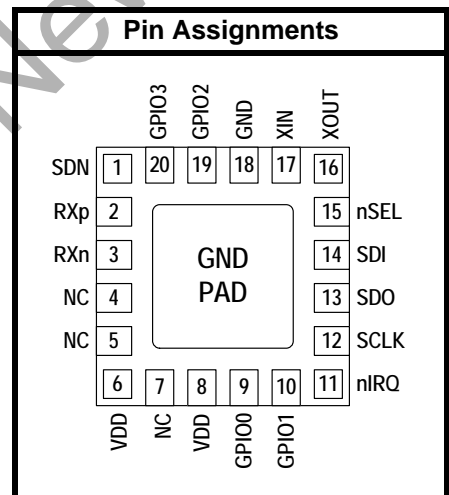 Pin Assignments
GPIO3
GPIO2
GND
XIN
XOUT
20 19 18 17 16
SDN 1
RXp 2
RXn 3
NC 4
NC 5
GND
PAD
15 nSEL
14 SDI
13 SDO
12 SCLK
11 nIRQ
6 7 8 9 10
VDD
NC
VDD
GPIO0
GPIO1